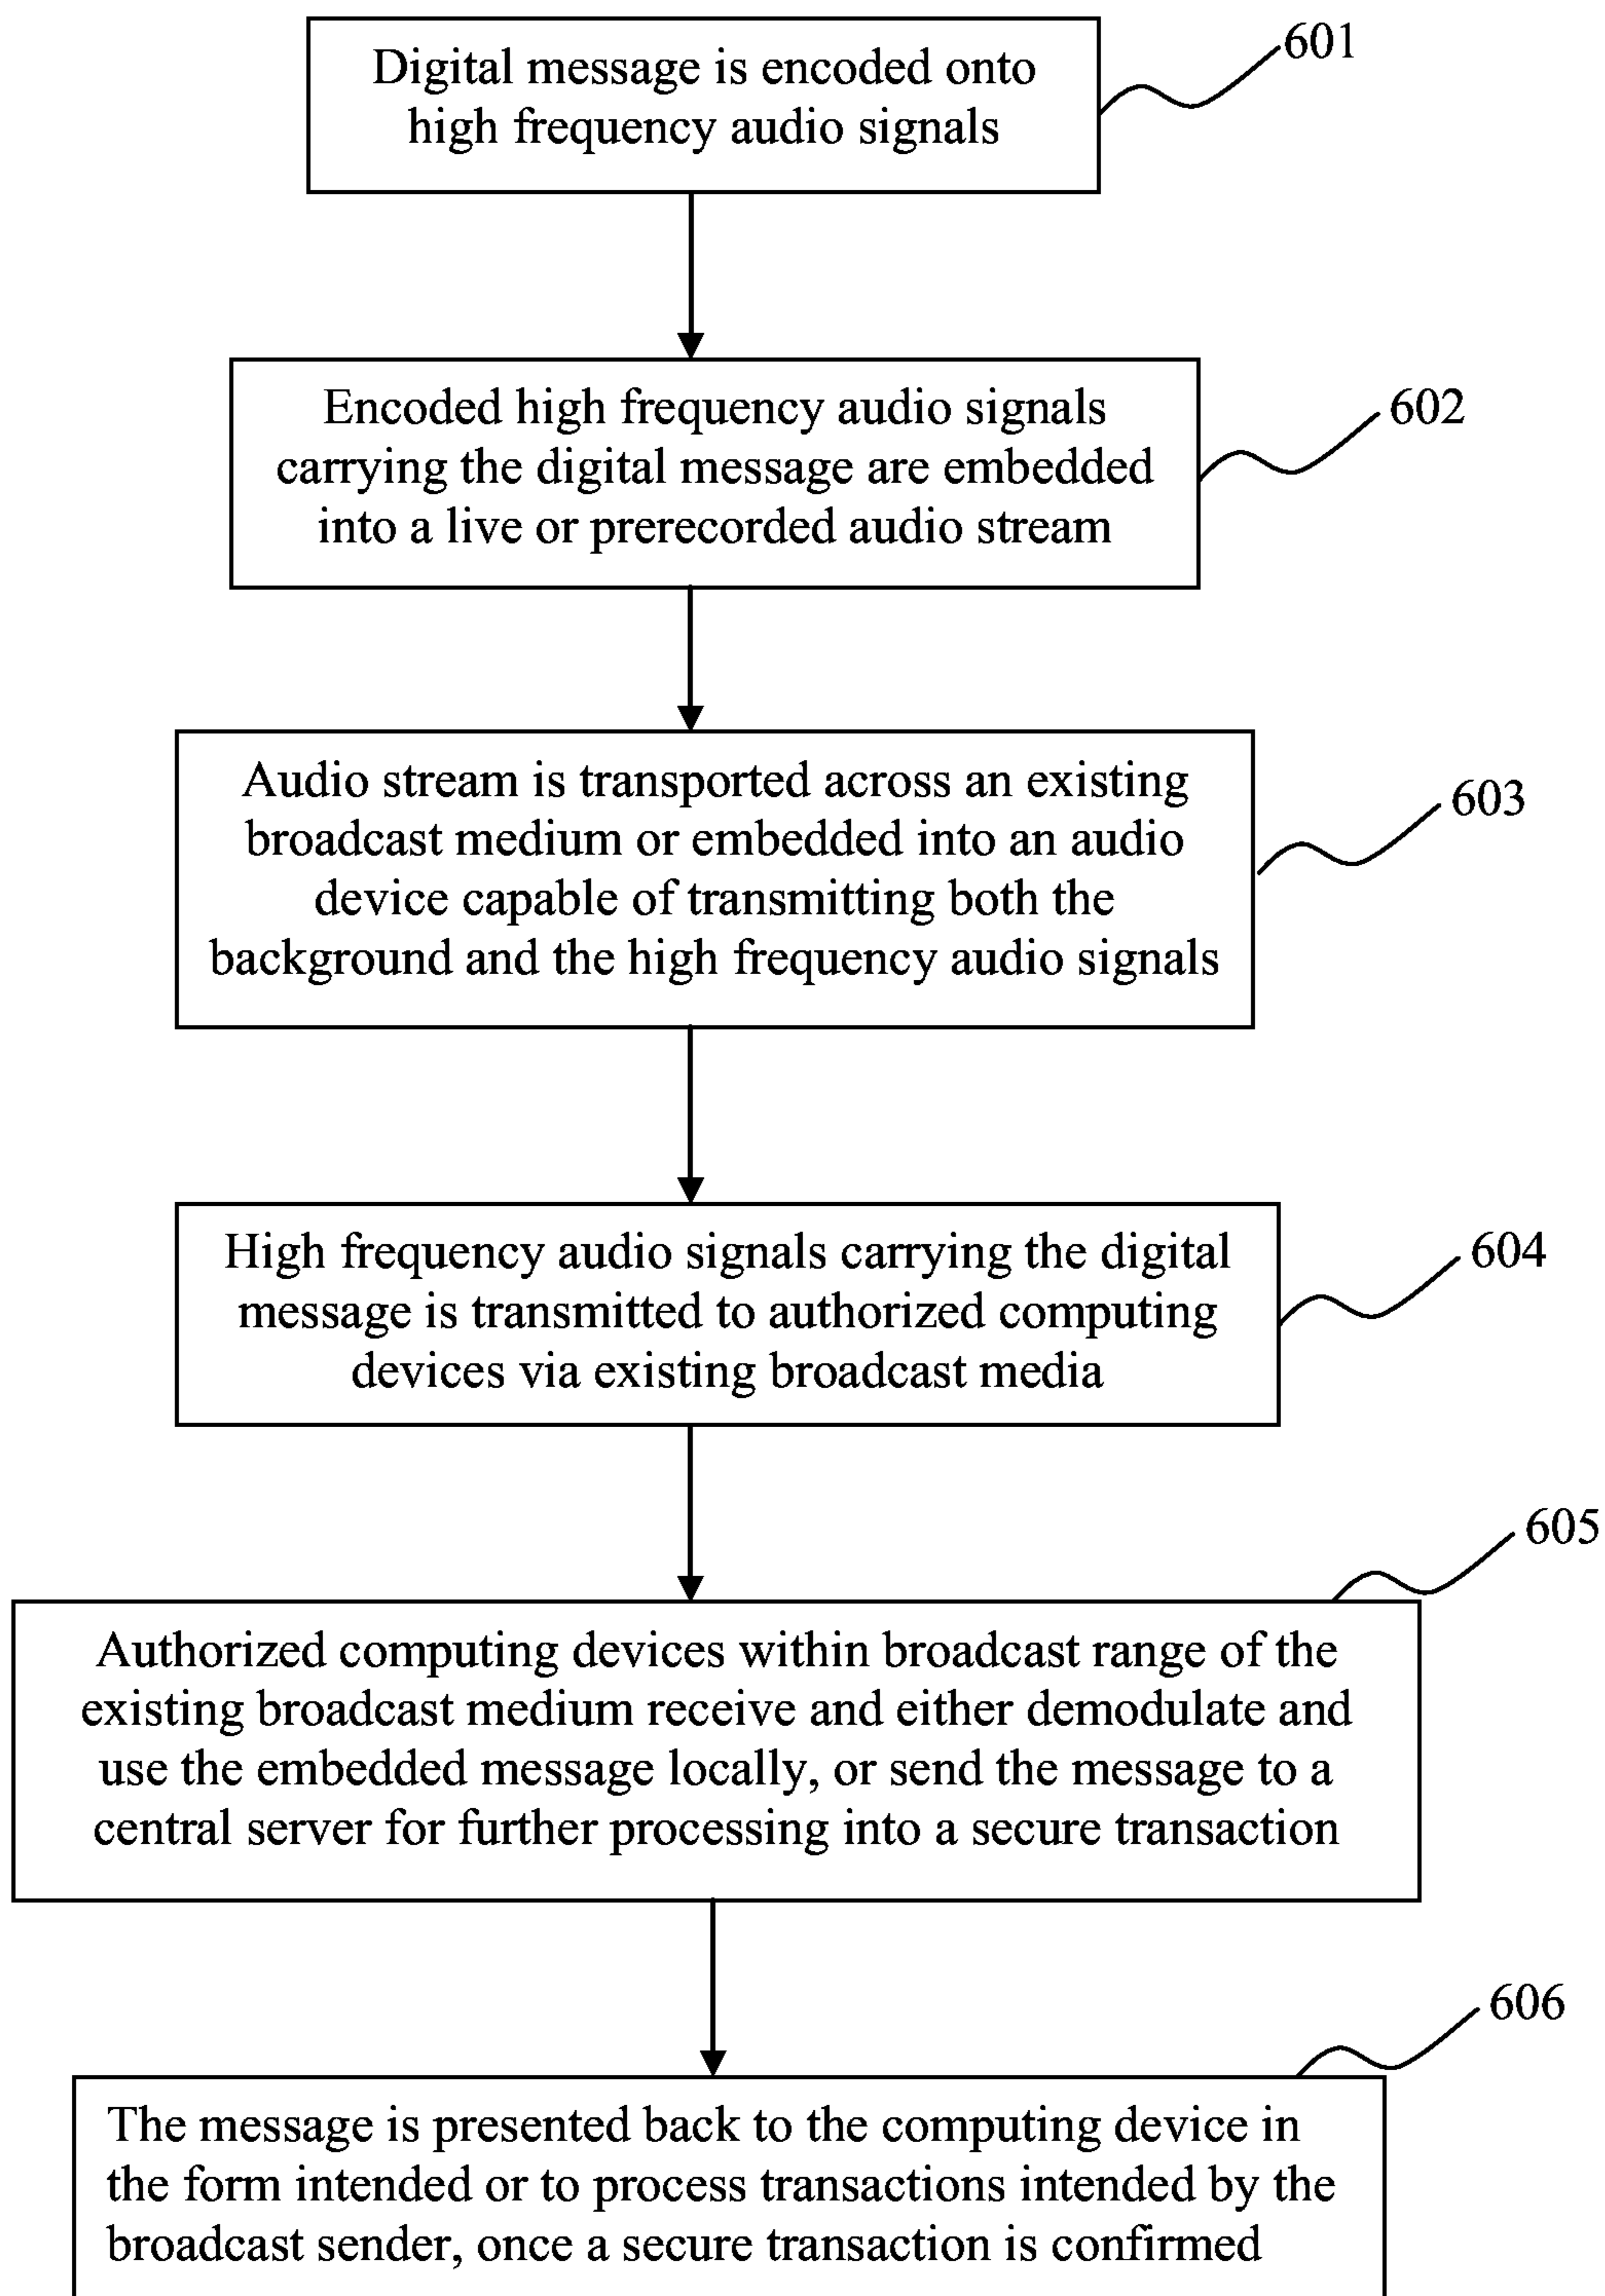 Digital message is encoded onto
high frequency audio signals
601
Encoded high frequency audio signals
carrying the digital message are embedded
into a live or prerecorded audio stream
602
Audio stream is transported across an existing
broadcast medium or embedded into an audio
device capable of transmitting both the
background and the high frequency audio signals
603
High frequency audio signals carrying the digital
message is transmitted to authorized computing
devices via existing broadcast media
604
605
Authorized computing devices within broadcast range of the
existing broadcast medium receive and either demodulate and
use the embedded message locally, or send the message to a
central server for further processing into a secure transaction
606
The message is presented back to the computing device in
the form intended or to process transactions intended by the
broadcast sender, once a secure transaction is confirmed